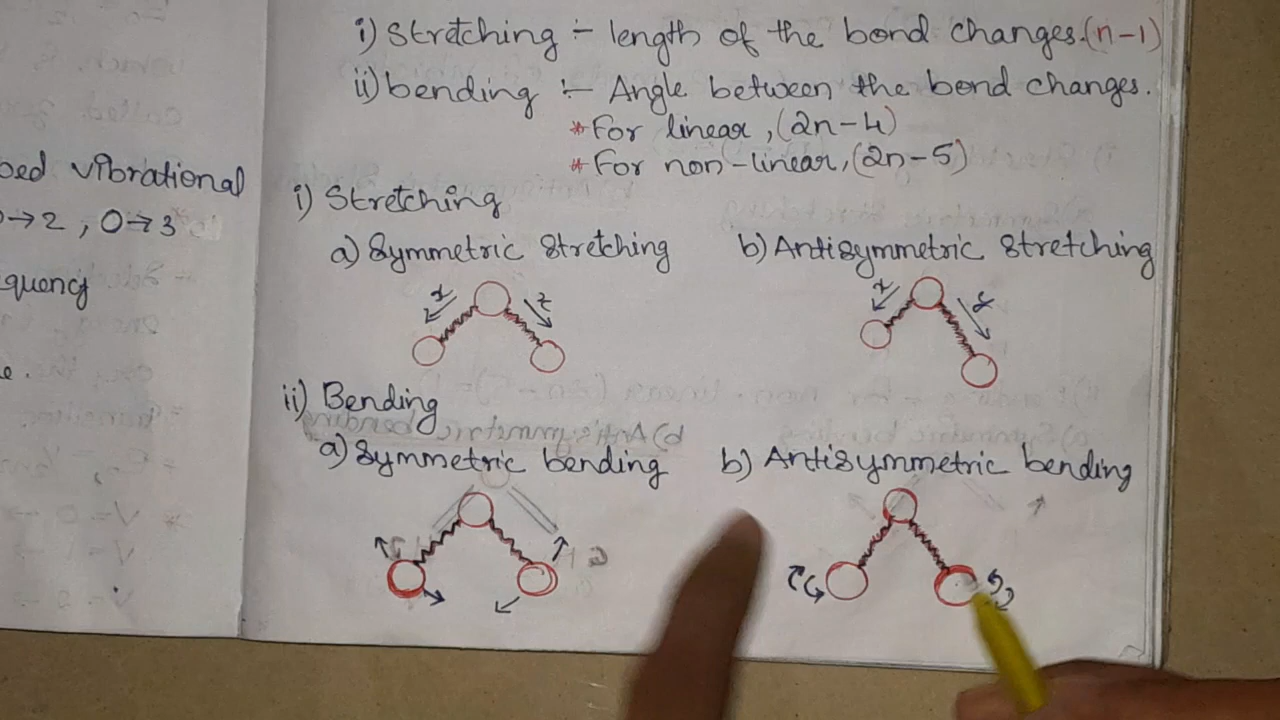 i) Stretching :- length of the bond changes.(n-1)
ii) bending :- Angle between the bond changes.
*For linear, (2n-4)
*For non-linear, (2n-5)
vibrational
→2, 0→3
i) Stretching
a) Symmetric stretching
b) Antisymmetric stretching
x
x
x
y
ii) Bending
a) Symmetric bending
b) Antisymmetric bending